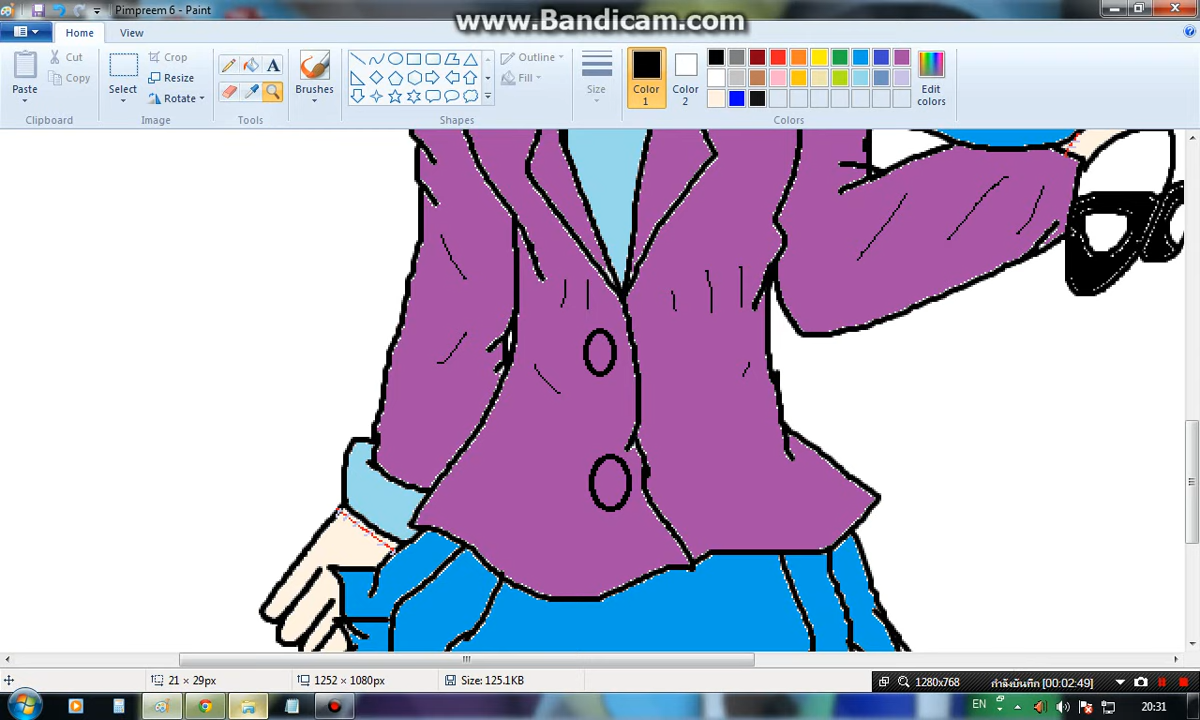 Pimpreem 6 - Paint
www.Bandicam.com
Home View
Cut
Copy
Paste
Clipboard
Crop
Resize
Rotate
Select
Image
A
Tools
Brushes
Outline
Fill
Shapes
Size
Color 1
Color 2
Edit colors
Colors
21 × 29px
1252 × 1080px
Size: 125.1KB
1280x768
กำลังบันทึก [00:02:49]
EN
20:31